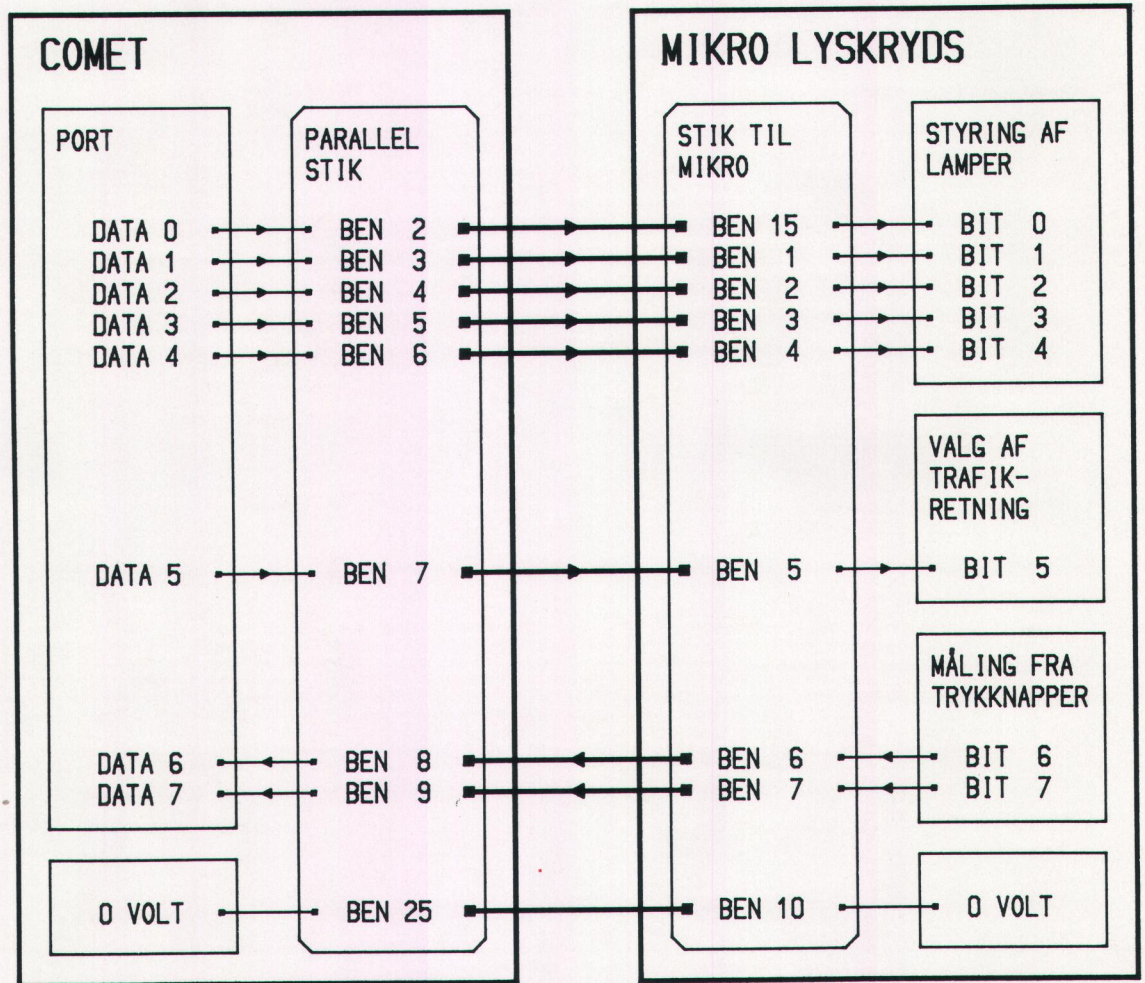 COMET
MIKRO LYSKRYDS
PORT
PARALLEL
STIK
STIK TIL
MIKRO
STYRING AF
LAMPER
DATA 0 BEN 2 BEN 15 BIT 0
DATA 1 BEN 3 BEN 1 BIT 1
DATA 2 BEN 4 BEN 2 BIT 2
DATA 3 BEN 5 BEN 3 BIT 3
DATA 4 BEN 6 BEN 4 BIT 4
VALG AF
TRAFIK-
RETNING
DATA 5 BEN 7 BEN 5 BIT 5
MÅLING FRA
TRYKKNAPPER
DATA 6 BEN 8 BEN 6 BIT 6
DATA 7 BEN 9 BEN 7 BIT 7
0 VOLT BEN 25 BEN 10 0 VOLT